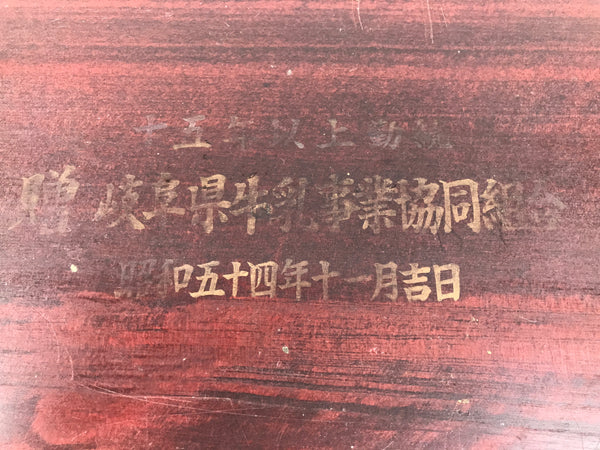 十五年以上勤続
贈 岐阜県牛乳事業協同組合
昭和五十四年十一月吉日